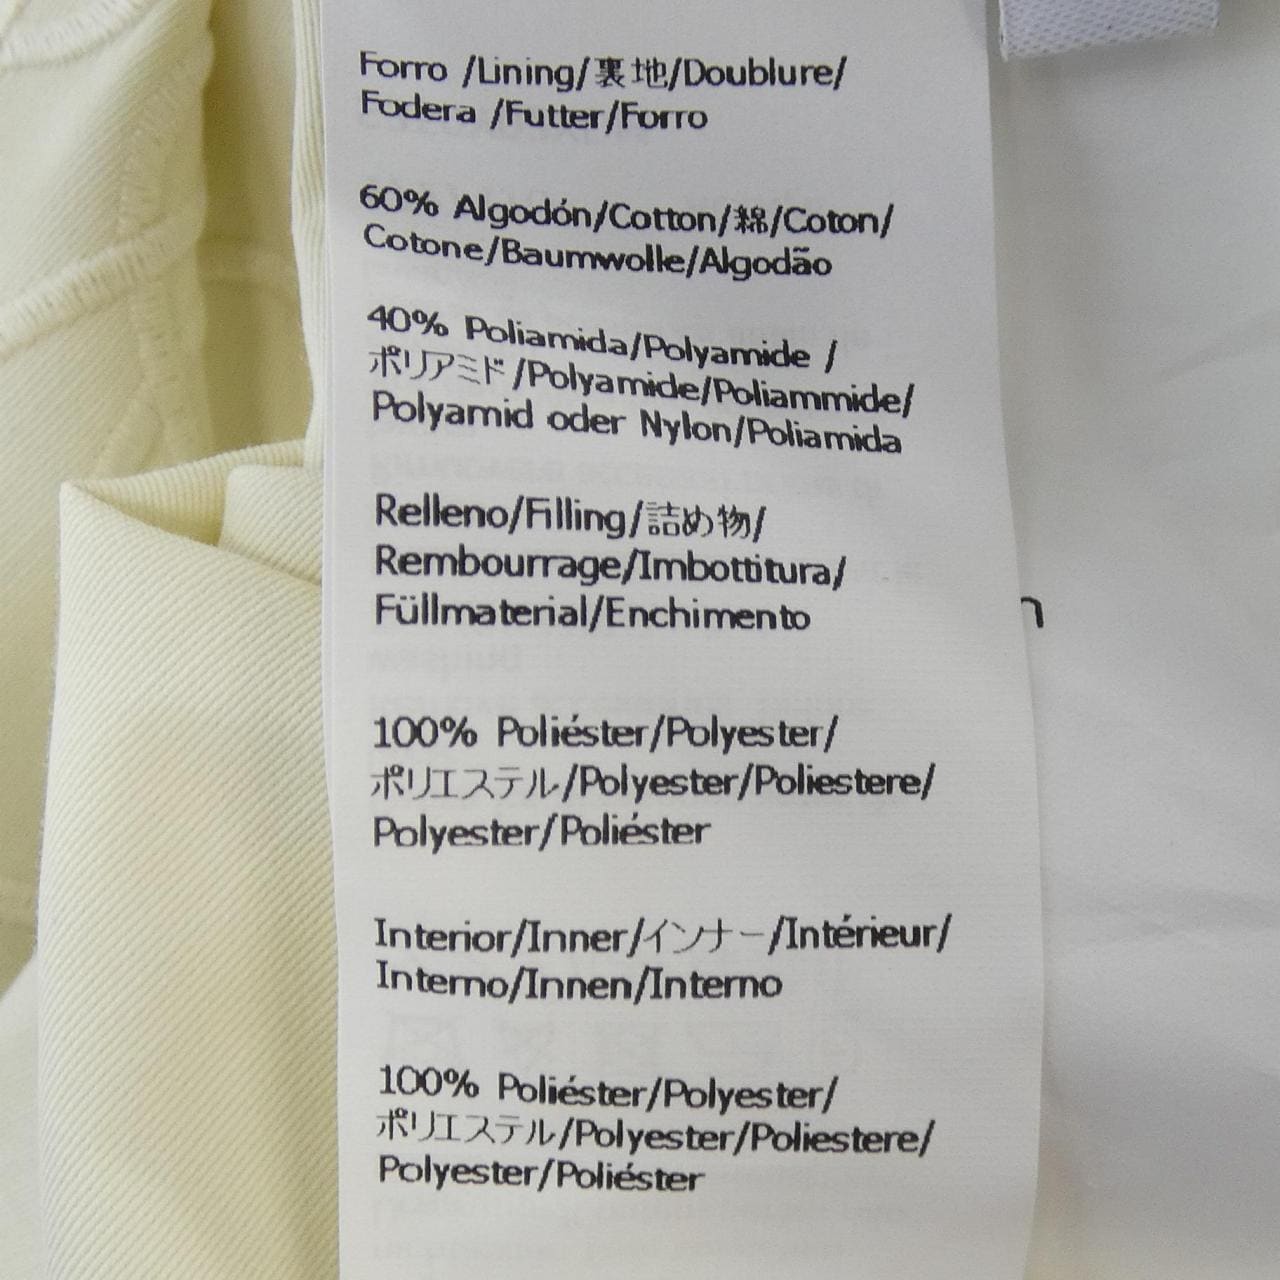 Forro /Lining/裏地/Doublure/
Fodera /Futter/Forro
60% Algodón/Cotton/綿/Coton/
Cotone/Baumwolle/Algodão
40% Poliamida/Polyamide /
ポリアミド/Polyamide/Poliammide/
Polyamid oder Nylon/Poliamida
Relleno/Filling/詰め物/
Rembourrage/Imbottitura/
Füllmaterial/Enchimento
100% Poliéster/Polyester/
ポリエステル/Polyester/Poliestere/
Polyester/Poliéster
Interior/Inner/インナー/Intérieur/
Interno/Innen/Interno
100% Poliéster/Polyester/
ポリエステル/Polyester/Poliestere/
Polyester/Poliéster